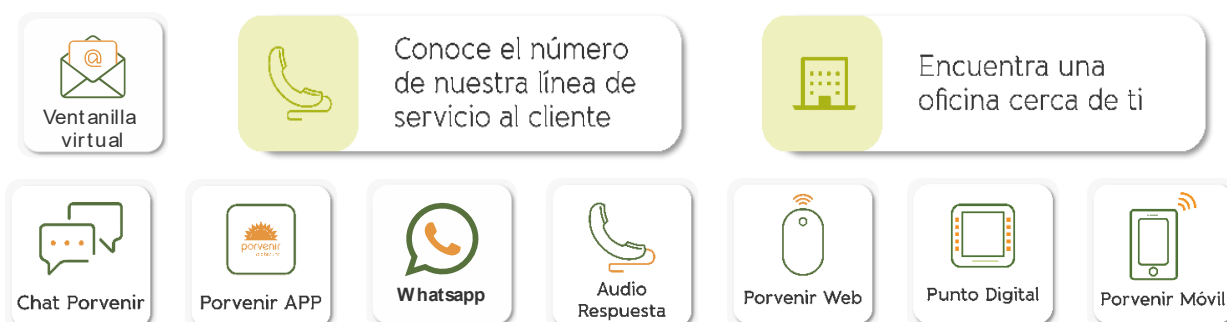 @
Ventanilla
virtual
Conoce el número
de nuestra línea de
servicio al cliente
Encuentra una
oficina cerca de ti
Chat Porvenir
porvenir
Porvenir APP
Whatsapp
Audio
Respuesta
Porvenir Web
Punto Digital
Porvenir Móvil